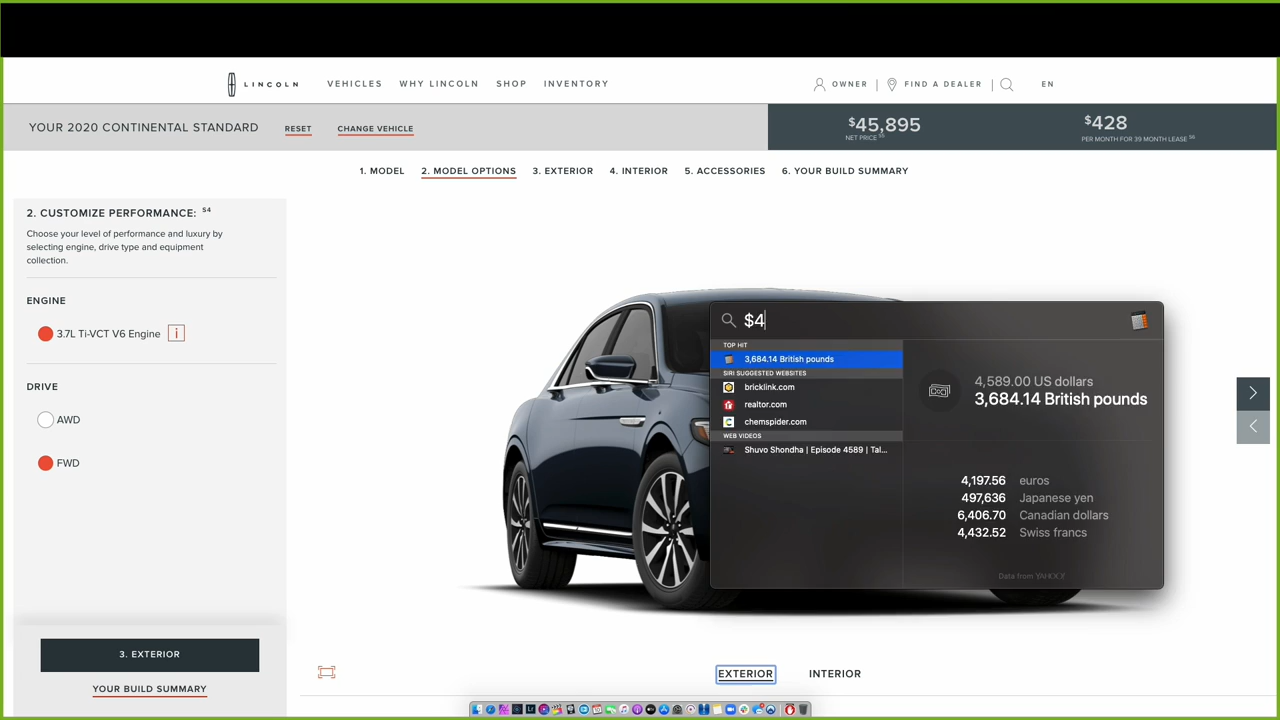 LINCOLN VEHICLES WHY LINCOLN SHOP INVENTORY OWNER | FIND A DEALER | EN
YOUR 2020 CONTINENTAL STANDARD RESET CHANGE VEHICLE
$45,895
NET PRICE
$428
PER MONTH FOR 39 MONTH LEASE S6
1. MODEL 2. MODEL OPTIONS 3. EXTERIOR 4. INTERIOR 5. ACCESSORIES 6. YOUR BUILD SUMMARY
2. CUSTOMIZE PERFORMANCE: S4
Choose your level of performance and luxury by
selecting engine, drive type and equipment
collection.
ENGINE
3.7L Ti-VCT V6 Engine i
DRIVE
AWD
FWD
3. EXTERIOR
YOUR BUILD SUMMARY
$4
TOP HIT
3,684.14 British pounds
SIRI SUGGESTED WEBSITES
bricklink.com
realtor.com
chemspider.com
WEB VIDEOS
Shuvo Shondha | Episode 4589 | Tal...
4,589.00 US dollars
3,684.14 British pounds
4,197.56 euros
497,636 Japanese yen
6,406.70 Canadian dollars
4,432.52 Swiss francs
Data from YAHOO!
EXTERIOR INTERIOR